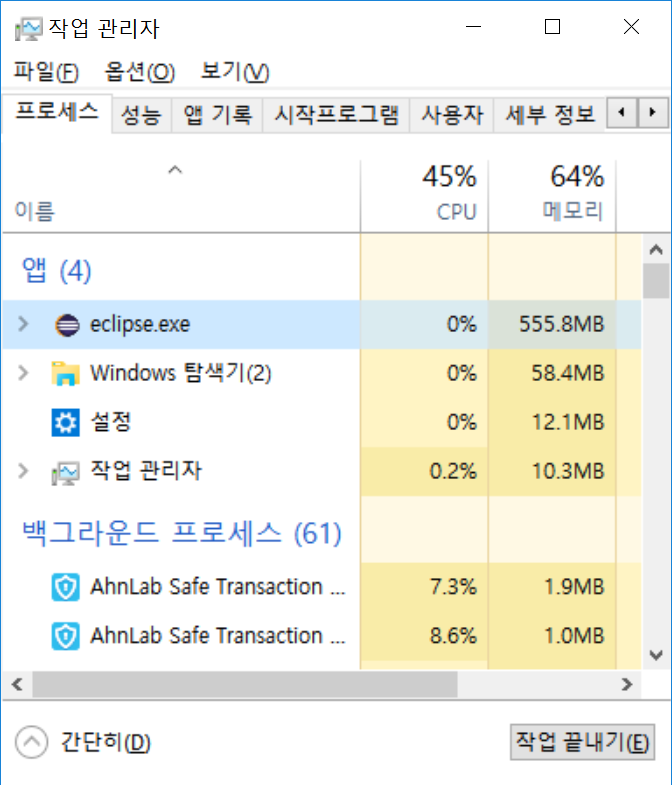 작업 관리자
파일(F) 옵션(O) 보기(V)
프로세스 성능 앱 기록 시작프로그램 사용자 세부 정보
45% 64%
이름 CPU 메모리
앱 (4)
eclipse.exe 0% 555.8MB
Windows 탐색기(2) 0% 58.4MB
설정 0% 12.1MB
작업 관리자 0.2% 10.3MB
백그라운드 프로세스 (61)
AhnLab Safe Transaction ... 7.3% 1.9MB
AhnLab Safe Transaction ... 8.6% 1.0MB
간단히(D) 작업 끝내기(E)